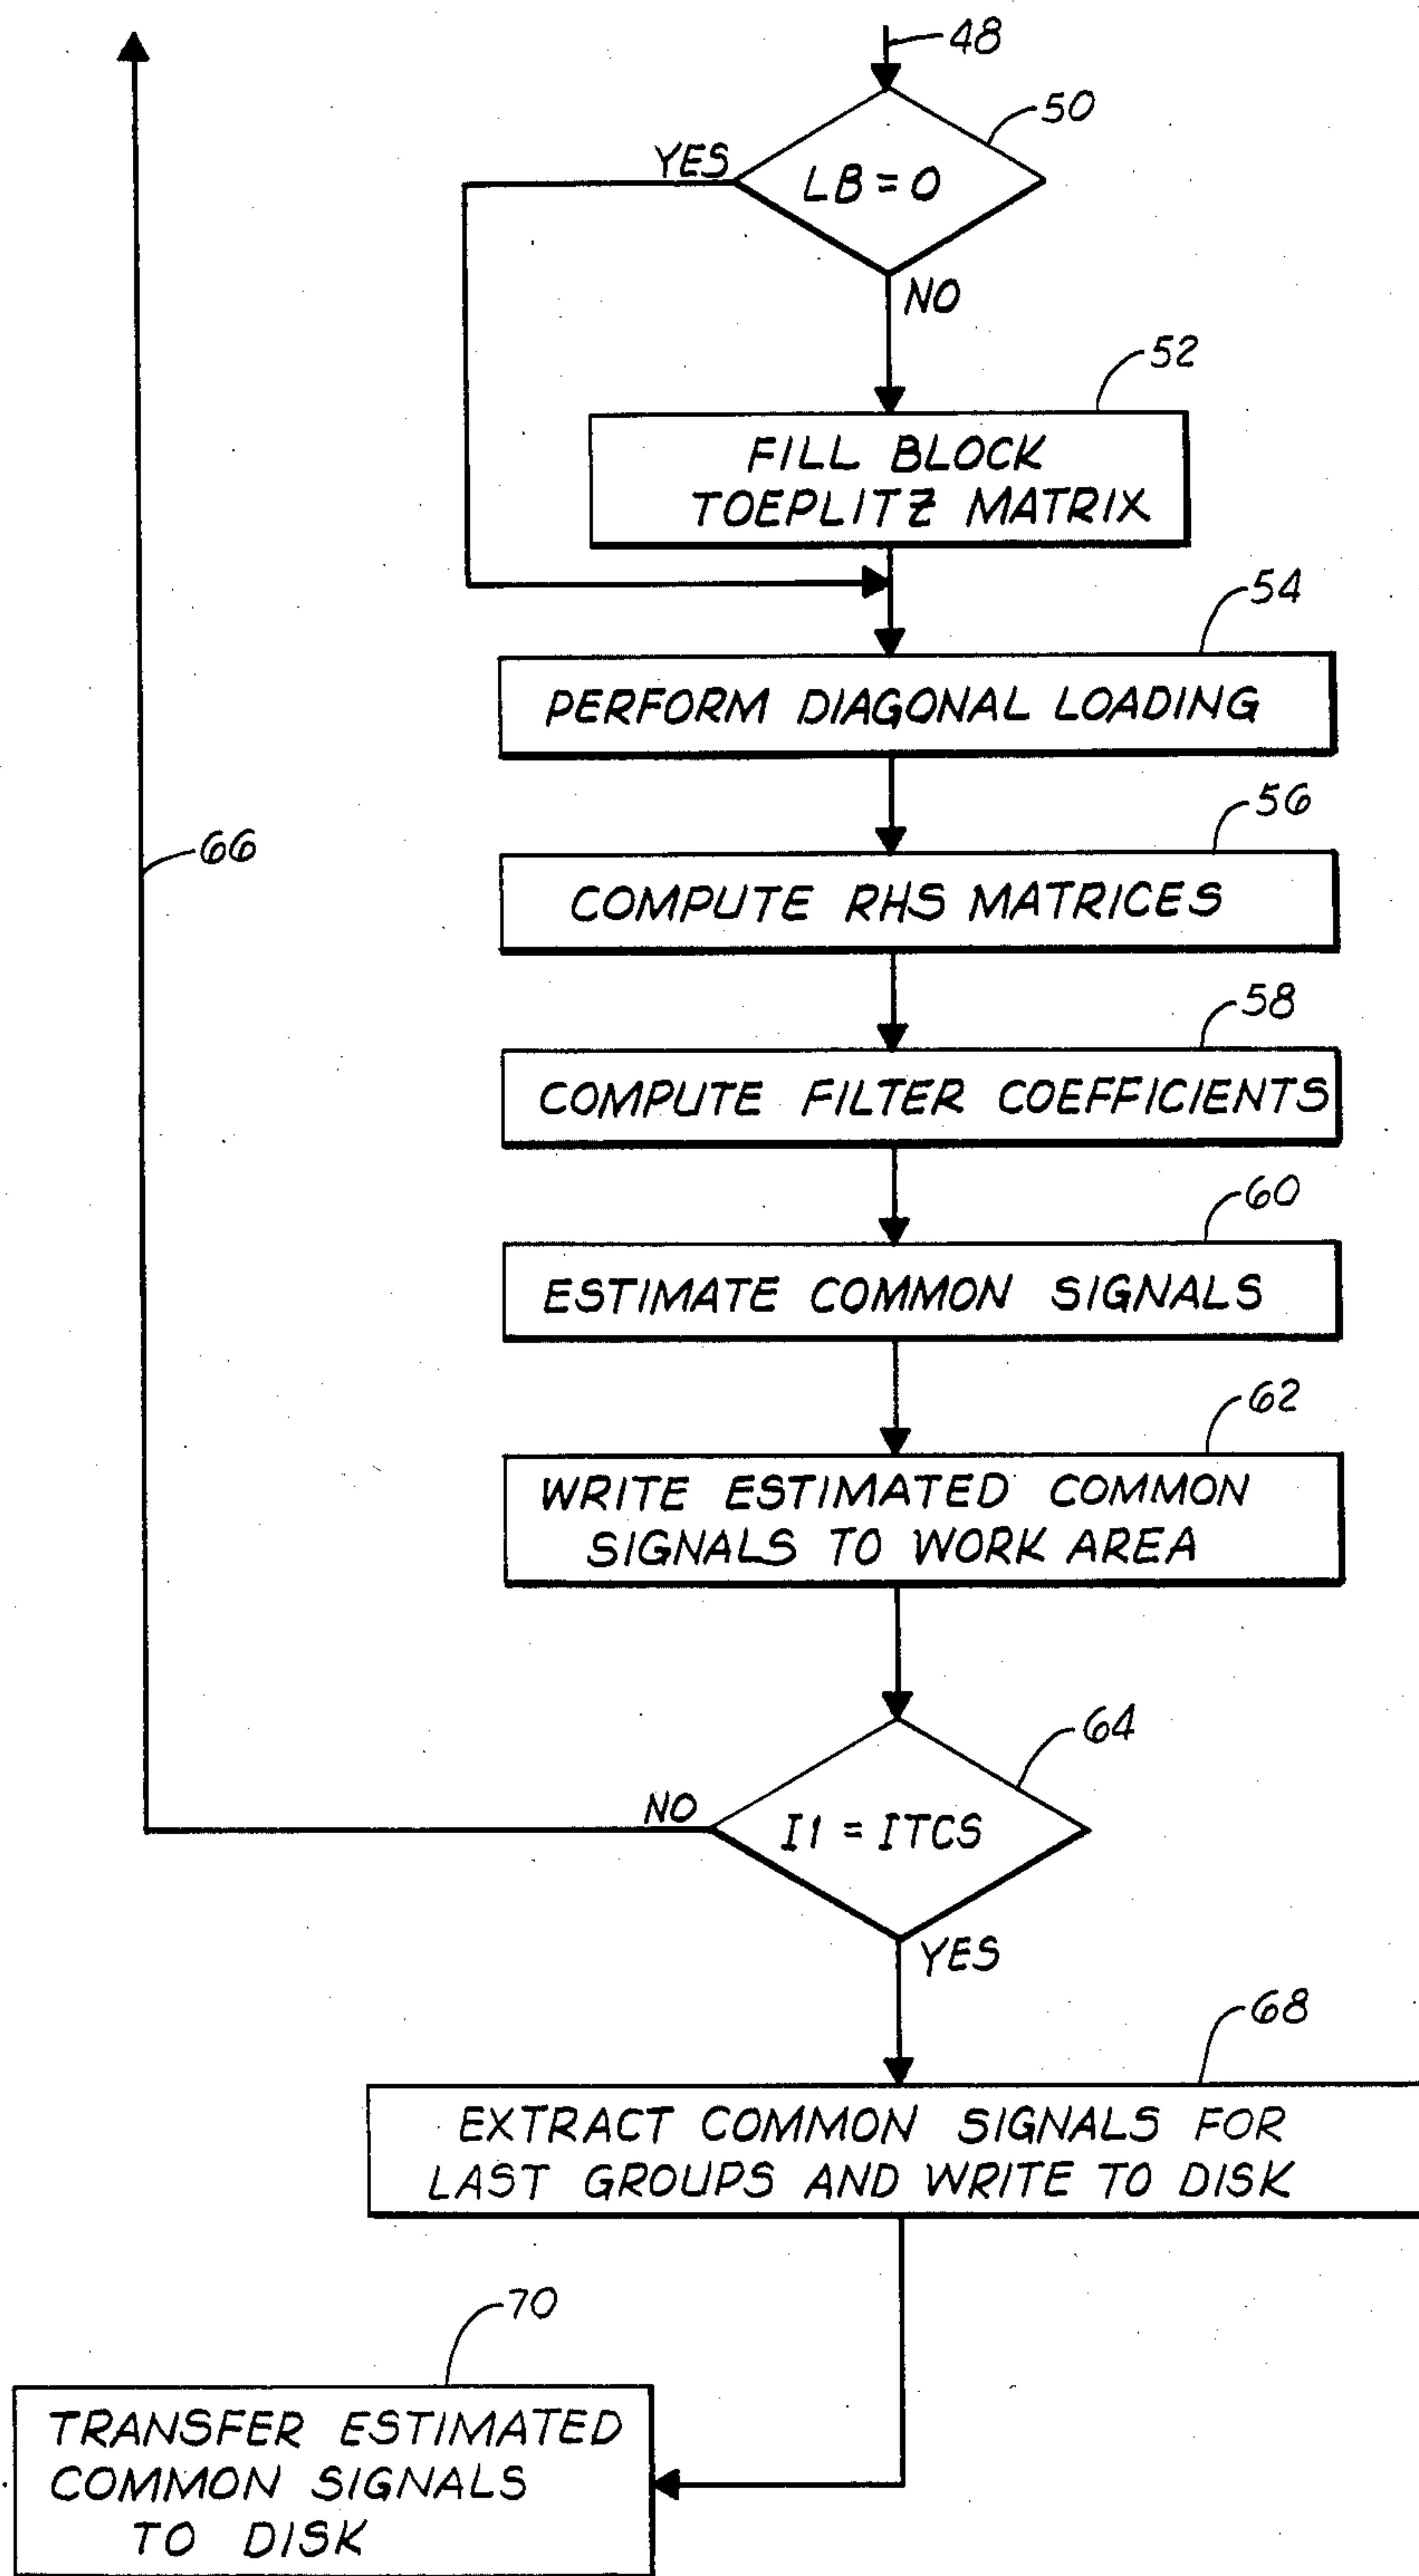 48
50
YES
LB = 0
NO
52
FILL BLOCK
TOEPLITZ MATRIX
54
PERFORM DIAGONAL LOADING
56
66
COMPUTE RHS MATRICES
58
COMPUTE FILTER COEFFICIENTS
60
ESTIMATE COMMON SIGNALS
62
WRITE ESTIMATED COMMON
SIGNALS TO WORK AREA
64
NO
I1 = ITCS
YES
68
EXTRACT COMMON SIGNALS FOR
LAST GROUPS AND WRITE TO DISK
70
TRANSFER ESTIMATED
COMMON SIGNALS
TO DISK